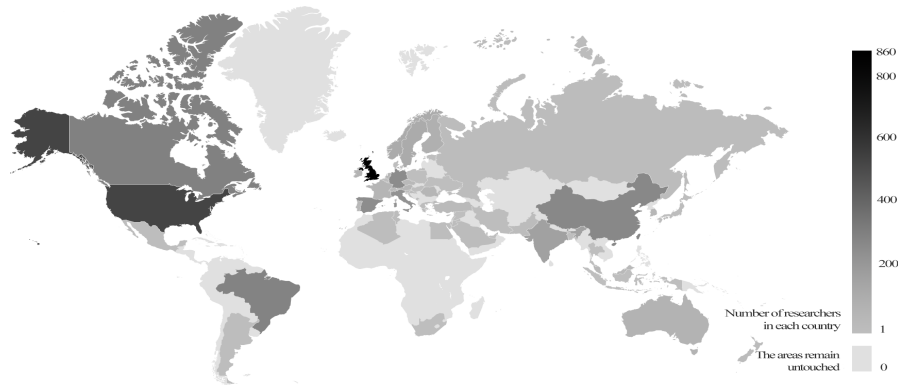 860
800
600
400
200
Number of researchers
in each country
1
The areas remain
untouched
0